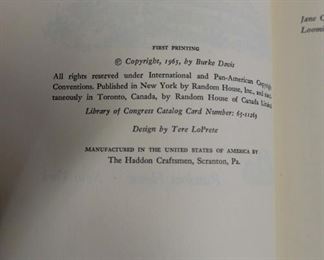 FIRST PRINTING
© Copyright, 1965, by Burke Davis
All rights reserved under International and Pan-American Copyright
Conventions. Published in New York by Random House, Inc., and
taneously in Toronto, Canada, by Random House of Canada Limited
Library of Congress Catalog Card Number: 65-11263
Design by Tere LoPrete
MANUFACTURED IN THE UNITED STATES OF AMERICA BY
The Haddon Craftsmen, Scranton, Pa.
Jane C
Loomi